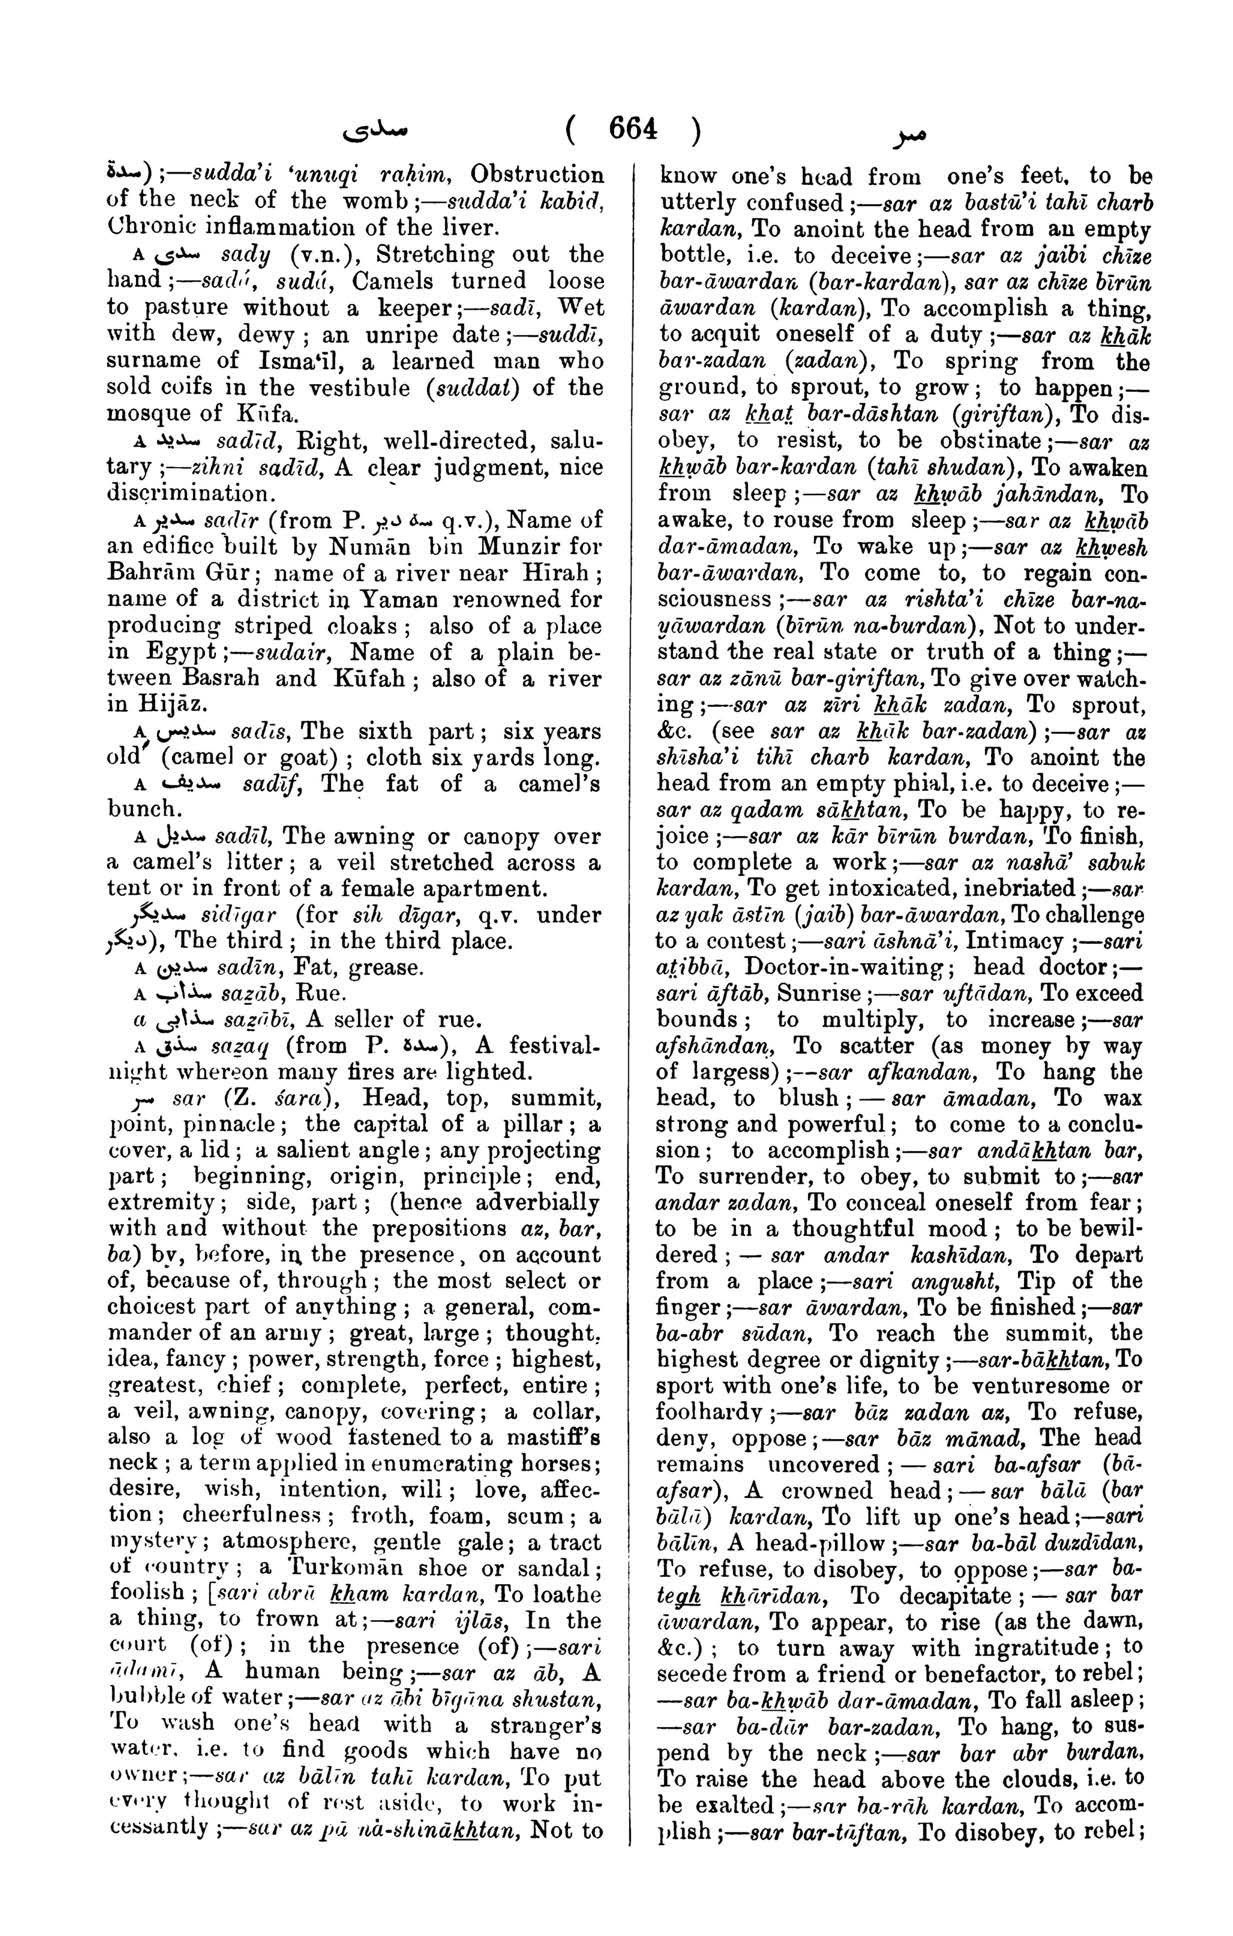 سدی ( 664 ) سر
سدة) ;—sudda’i ‘unuqi raḥim, Obstruction
of the neck of the womb ;—sudda’i kabid,
Chronic inflammation of the liver.
A سدی sady (v.n.), Stretching out the
hand ;—sadá, sudá, Camels turned loose
to pasture without a keeper ;—sadī, Wet
with dew, dewy ; an unripe date ;—suddī,
surname of Isma‘īl, a learned man who
sold coifs in the vestibule (suddat) of the
mosque of Kūfa.
A سدید sadīd, Right, well-directed, salu-
tary ;—zihni sadīd, A clear judgment, nice
discrimination.
A سدیر sadīr (from P. سه دیر q.v.), Name of
an edifice built by Numān bin Munzir for
Bahrām Gūr ; name of a river near Hīrah ;
name of a district in Yaman renowned for
producing striped cloaks ; also of a place
in Egypt ;—sudair, Name of a plain be-
tween Basrah and Kūfah ; also of a river
in Hijāz.
A سدیس sadīs, The sixth part ; six years
old (camel or goat) ; cloth six yards long.
A سدیف sadīf, The fat of a camel’s
bunch.
A سدیل sadīl, The awning or canopy over
a camel’s litter ; a veil stretched across a
tent or in front of a female apartment.
سدیگر sidīgar (for sih dīgar, q.v. under
دیگر), The third ; in the third place.
A سدین sadīn, Fat, grease.
A سذاب saẕāb, Rue.
a سذابی saẕābī, A seller of rue.
A سذق saẕaq (from P. سده), A festival-
night whereon many fires are lighted.
سر sar (Z. śara), Head, top, summit,
point, pinnacle ; the capital of a pillar ; a
cover, a lid ; a salient angle ; any projecting
part ; beginning, origin, principle ; end,
extremity ; side, part ; (hence adverbially
with and without the prepositions az, bar,
ba) by, before, in the presence, on account
of, because of, through ; the most select or
choicest part of anything ; a general, com-
mander of an army ; great, large ; thought,
idea, fancy ; power, strength, force ; highest,
greatest, chief ; complete, perfect, entire ;
a veil, awning, canopy, covering ; a collar,
also a log of wood fastened to a mastiff’s
neck ; a term applied in enumerating horses ;
desire, wish, intention, will ; love, affec-
tion ; cheerfulness ; froth, foam, scum ; a
mystery ; atmosphere, gentle gale ; a tract
of country ; a Turkomān shoe or sandal ;
foolish ; [sari abrū kham kardan, To loathe
a thing, to frown at ;—sari ijlās, In the
court (of) ; in the presence (of) ;—sari
ādamī, A human being ;—sar az āb, A
bubble of water ;—sar az ābi bīgāna shustan,
To wash one’s head with a stranger’s
water, i.e. to find goods which have no
owner ;—sar az bālīn tahī kardan, To put
every thought of rest aside, to work in-
cessantly ;—sar az pā na-shinākhtan, Not to
know one’s head from one’s feet, to be
utterly confused ;—sar az bastū’i tahī charb
kardan, To anoint the head from an empty
bottle, i.e. to deceive ;—sar az jaibi chīze
bar-āwardan (bar-kardan), sar az chīze bīrūn
āwardan (kardan), To accomplish a thing,
to acquit oneself of a duty ;—sar az khāk
bar-zadan (zadan), To spring from the
ground, to sprout, to grow ; to happen ;—
sar az khaṭ bar-dāshtan (giriftan), To dis-
obey, to resist, to be obstinate ;—sar az
khẉāb bar-kardan (tahī shudan), To awaken
from sleep ;—sar az khẉāb jahāndan, To
awake, to rouse from sleep ;—sar az khẉāb
dar-āmadan, To wake up ;—sar az khẉesh
bar-āwardan, To come to, to regain con-
sciousness ;—sar az rishta’i chīze bar-na-
yāwardan (bīrūn na-burdan), Not to under-
stand the real state or truth of a thing ;—
sar az zānū bar-giriftan, To give over watch-
ing ;—sar az zīri khāk zadan, To sprout,
&c. (see sar az khāk bar-zadan) ;—sar az
shīsha’i tihī charb kardan, To anoint the
head from an empty phial, i.e. to deceive ;—
sar az qadam sākhtan, To be happy, to re-
joice ;—sar az kār bīrūn burdan, To finish,
to complete a work ;—sar az nashā’ sabuk
kardan, To get intoxicated, inebriated ;—sar
az yak āstīn (jaib) bar-āwardan, To challenge
to a contest ;—sari āshnā’i, Intimacy ;—sari
aṭibbā, Doctor-in-waiting ; head doctor ;—
sari āftāb, Sunrise ;—sar uftādan, To exceed
bounds ; to multiply, to increase ;—sar
afshāndan, To scatter (as money by way
of largess) ;—sar afkandan, To hang the
head, to blush ; — sar āmadan, To wax
strong and powerful ; to come to a conclu-
sion ; to accomplish ;—sar andākhtan bar,
To surrender, to obey, to submit to ;—sar
andar zadan, To conceal oneself from fear ;
to be in a thoughtful mood ; to be bewil-
dered ; — sar andar kashīdan, To depart
from a place ;—sari angusht, Tip of the
finger ;—sar āwardan, To be finished ;—sar
ba-abr sūdan, To reach the summit, the
highest degree or dignity ;—sar-bākhtan, To
sport with one’s life, to be venturesome or
foolhardy ;—sar bāz zadan az, To refuse,
deny, oppose ;—sar bāz mānad, The head
remains uncovered ; — sari ba-afsar (bā-
afsar), A crowned head ; — sar bālā (bar
bālā) kardan, To lift up one’s head ;—sari
bālīn, A head-pillow ;—sar ba-bāl duzdīdan,
To refuse, to disobey, to oppose ;—sar ba-
tegh khārīdan, To decapitate ; — sar bar
āwardan, To appear, to rise (as the dawn,
&c.) ; to turn away with ingratitude ; to
secede from a friend or benefactor, to rebel ;
—sar ba-khẉāb dar-āmadan, To fall asleep ;
—sar ba-dār bar-zadan, To hang, to sus-
pend by the neck ;—sar bar abr burdan,
To raise the head above the clouds, i.e. to
be exalted ;—sar ba-rāh kardan, To accom-
plish ;—sar bar-tāftan, To disobey, to rebel ;